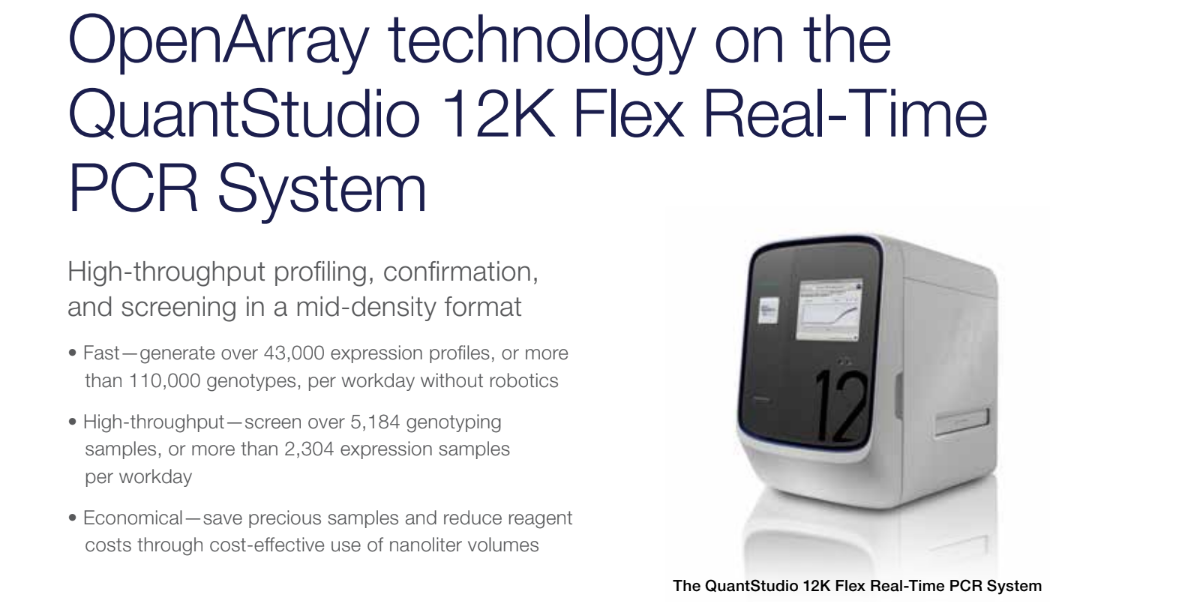 OpenArray technology on the
QuantStudio 12K Flex Real-Time
PCR System
High-throughput profiling, confirmation,
and screening in a mid-density format
• Fast—generate over 43,000 expression profiles, or more
than 110,000 genotypes, per workday without robotics
• High-throughput—screen over 5,184 genotyping
samples, or more than 2,304 expression samples
per workday
• Economical—save precious samples and reduce reagent
costs through cost-effective use of nanoliter volumes
12
The QuantStudio 12K Flex Real-Time PCR System